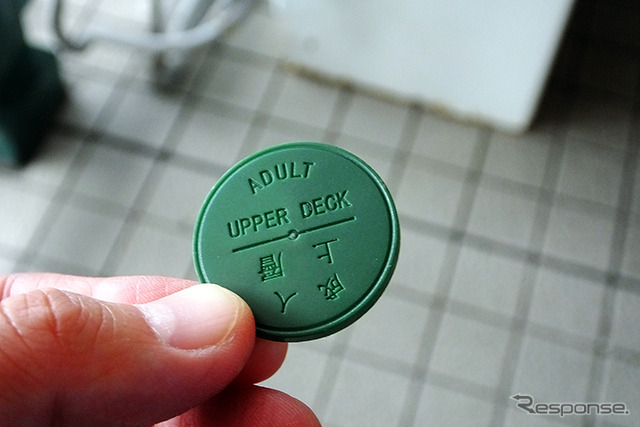 ADULT
UPPER DECK
成人
上層
Response.